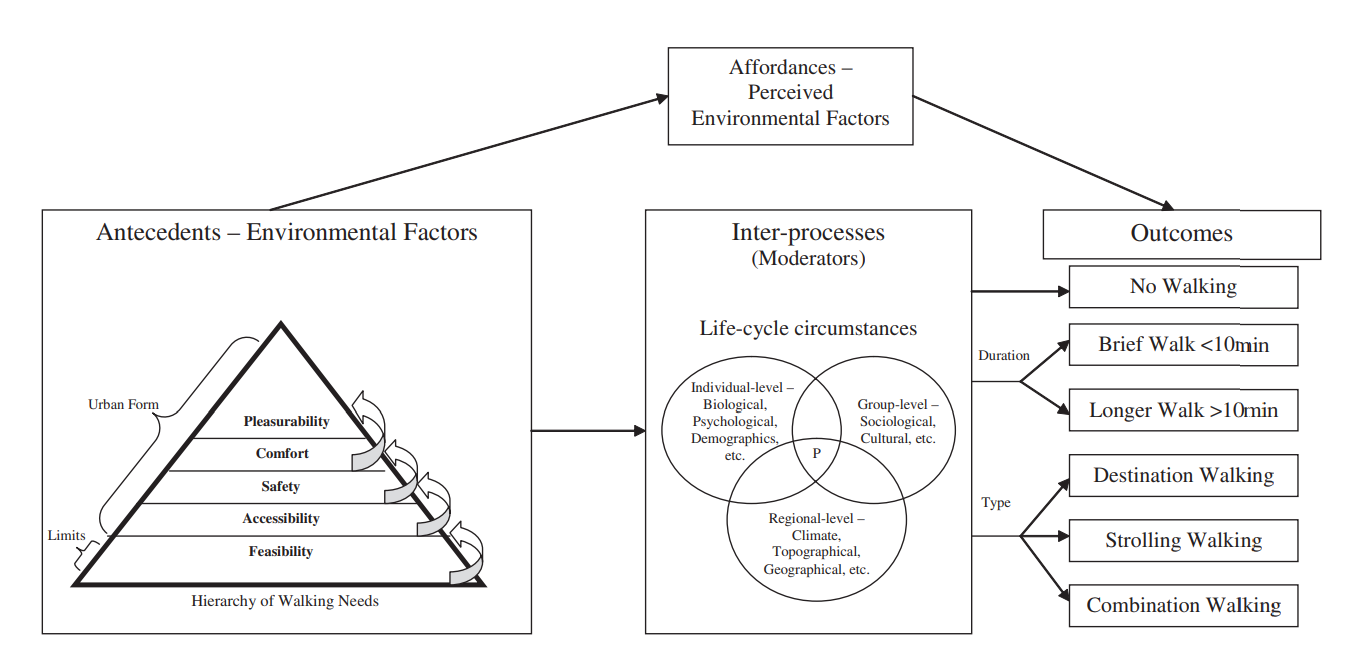 Affordances –
Perceived
Environmental Factors
Antecedents – Environmental Factors
Urban Form
Limits
Pleasurability
Comfort
Safety
Accessibility
Feasibility
Hierarchy of Walking Needs
Inter-processes
(Moderators)
Life-cycle circumstances
Individual-level –
Biological,
Psychological,
Demographics,
etc.
Group-level –
Sociological,
Cultural, etc.
P
Regional-level –
Climate,
Topographical,
Geographical, etc.
Outcomes
No Walking
Duration
Brief Walk <10min
Longer Walk >10min
Type
Destination Walking
Strolling Walking
Combination Walking